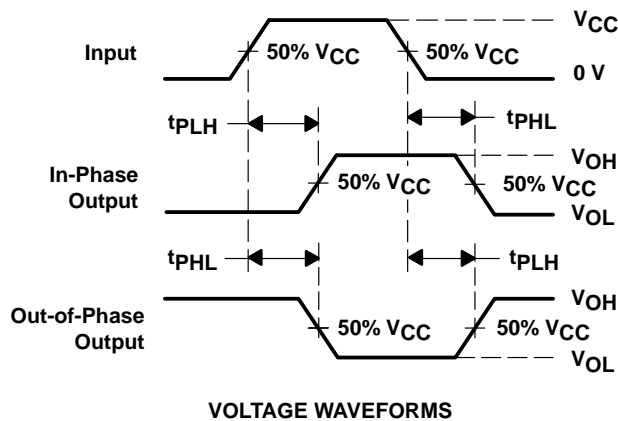 VCC
Input
50% VCC
50% VCC
0 V
tPLH
tPHL
In-Phase
Output
VOH
50% VCC
50% VCC
VOL
tPHL
tPLH
Out-of-Phase
Output
VOH
50% VCC
50% VCC
VOL
VOLTAGE WAVEFORMS